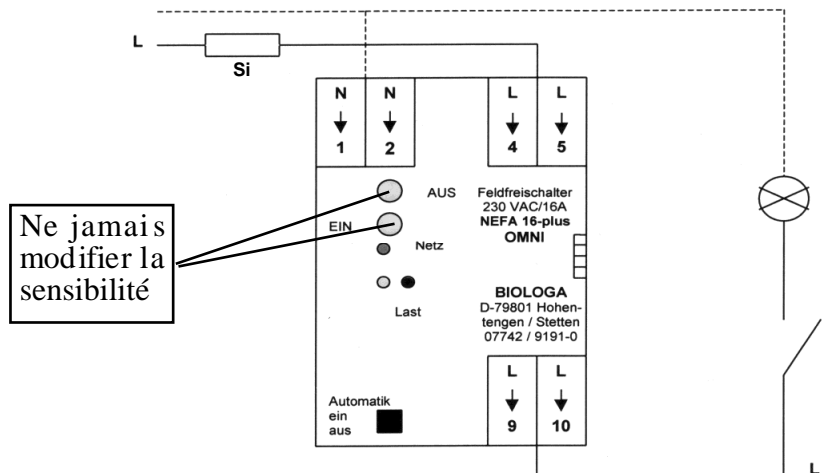 L
Si
N N L L
1 2 4 5
AUS
EIN
Netz
Last
Feldfreischalter
230 VAC/16A
NEFA 16-plus
OMNI
Ne jamais
modifier la
sensibilité
BIOLOGA
D-79801 Hohen-
tengen / Stetten
07742 / 9191-0
Automatik
ein
aus
L L
9 10
L